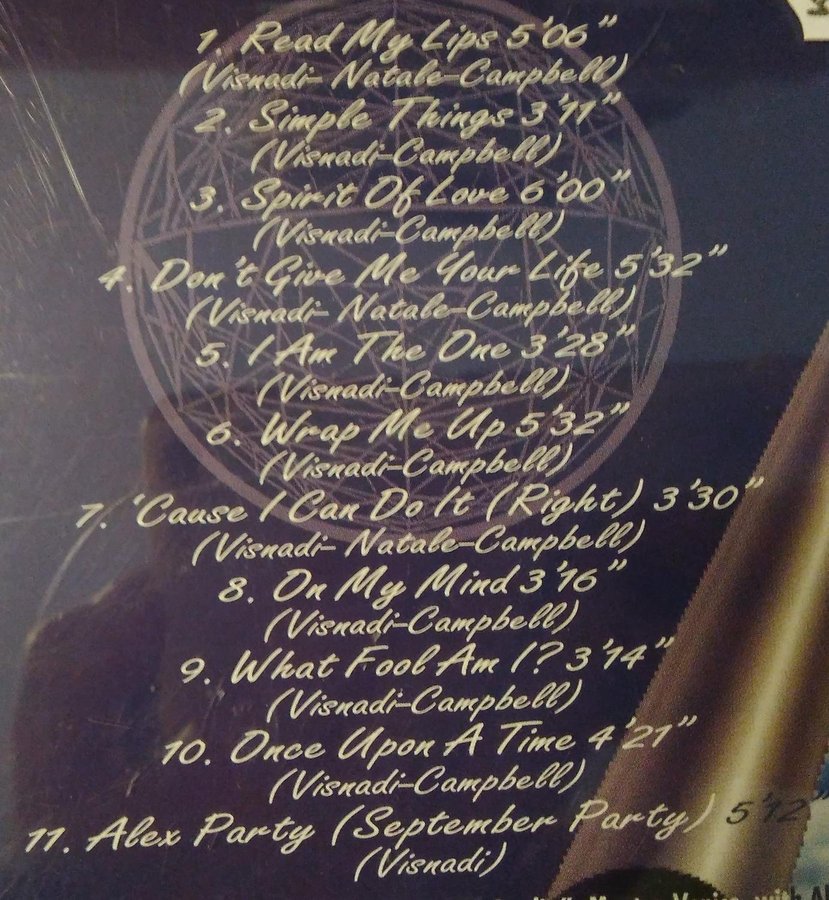 1. Read My Lips 5'06"
(Visnadi- Natale-Campbell)
2. Simple Things 3'11"
(Visnadi-Campbell)
3. Spirit Of Love 6'00"
(Visnadi-Campbell)
4. Don't Give Me Your Life 5'32"
(Visnadi- Natale-Campbell)
5. I Am The One 3'28"
(Visnadi-Campbell)
6. Wrap Me Up 5'32"
(Visnadi-Campbell)
7. 'Cause I Can Do It (Right) 3'30"
(Visnadi- Natale-Campbell)
8. On My Mind 3'16"
(Visnadi-Campbell)
9. What Fool Am I? 3'14"
(Visnadi-Campbell)
10. Once Upon A Time 4'21"
(Visnadi-Campbell)
11. Alex Party (September Party) 5'12"
(Visnadi)
Venice, with